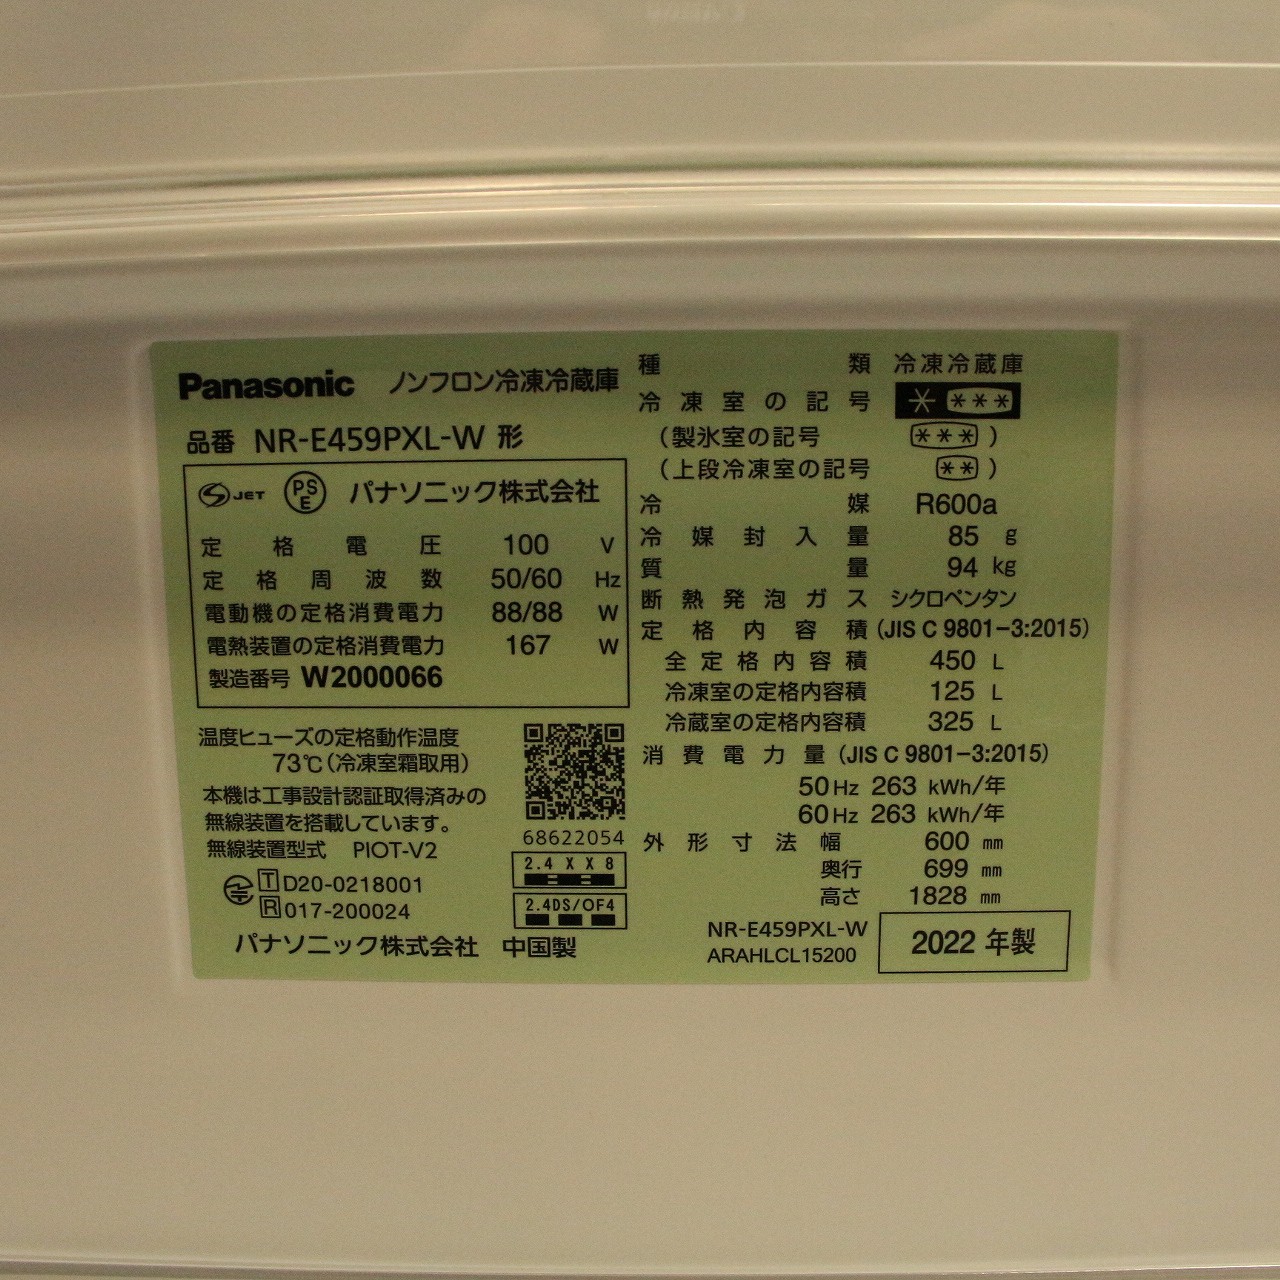 Panasonic ノンフロン冷凍冷蔵庫
品番 NR-E459PXL-W 形
JET PSE パナソニック株式会社
定格電圧 100 V
定格周波数 50/60 Hz
電動機の定格消費電力 88/88 W
電熱装置の定格消費電力 167 W
製造番号 W2000066
温度ヒューズの定格動作温度
73℃(冷凍室霜取用)
本機は工事設計認証取得済みの
無線装置を搭載しています。
無線装置型式 PIOT-V2
T D20-0218001
R 017-200024
パナソニック株式会社 中国製
68622054
2.4 X X 8
2.4DS/OF4
種類 冷凍冷蔵庫
冷凍室の記号 * ***
(製氷室の記号 *** )
(上段冷凍室の記号 ** )
冷媒 R600a
冷媒封入量 85 g
質量 94 kg
断熱発泡ガス シクロペンタン
定格内容積 (JIS C 9801-3:2015)
全定格内容積 450 L
冷凍室の定格内容積 125 L
冷蔵室の定格内容積 325 L
消費電力量 (JIS C 9801-3:2015)
50Hz 263 kWh/年
60Hz 263 kWh/年
外形寸法 幅 600 mm
奥行 699 mm
高さ 1828 mm
NR-E459PXL-W
ARAHLCL15200
2022 年製